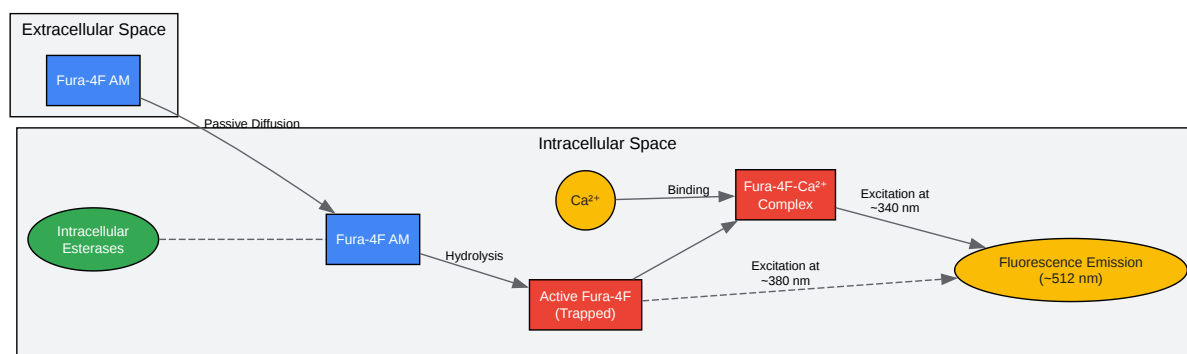 Extracellular Space
Fura-4F AM
Passive Diffusion
Intracellular Space
Ca²⁺
Binding
Fura-4F-Ca²⁺
Complex
Excitation at
~340 nm
Intracellular
Esterases
Fura-4F AM
Hydrolysis
Active Fura-4F
(Trapped)
Excitation at
~380 nm
Fluorescence Emission
(~512 nm)